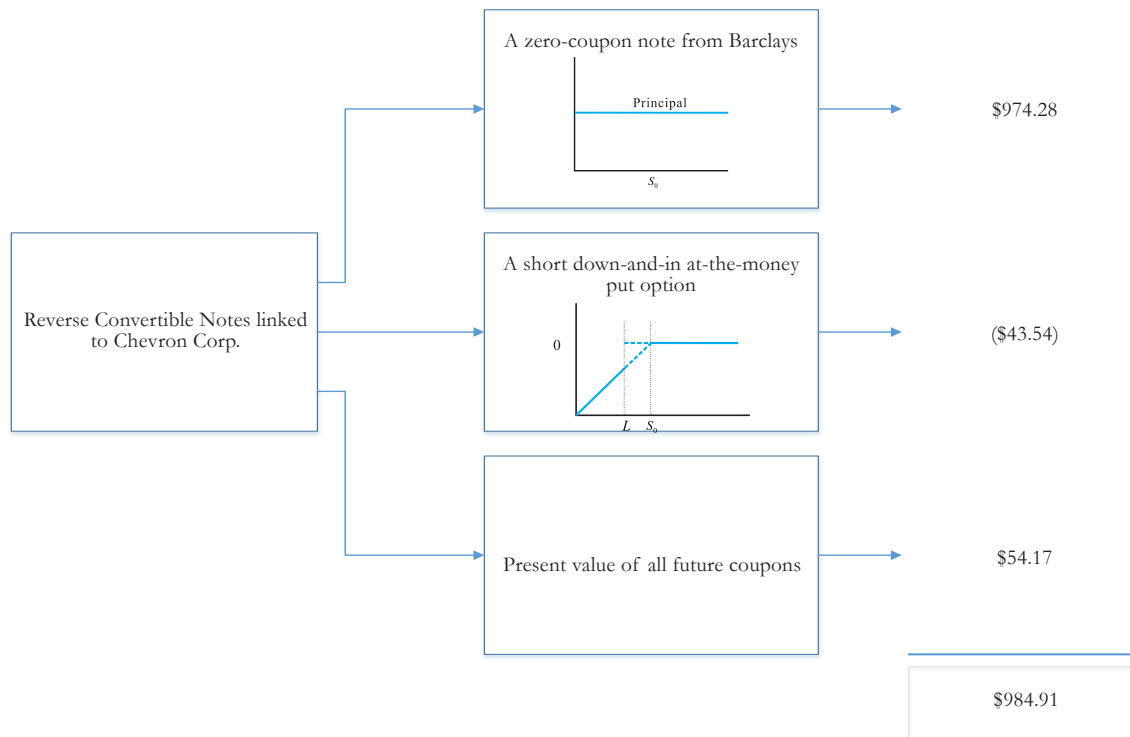 A zero-coupon note from Barclays
Principal
S₀
$974.28
Reverse Convertible Notes linked
to Chevron Corp.
A short down-and-in at-the-money
put option
0
L S₀
($43.54)
Present value of all future coupons
$54.17
$984.91